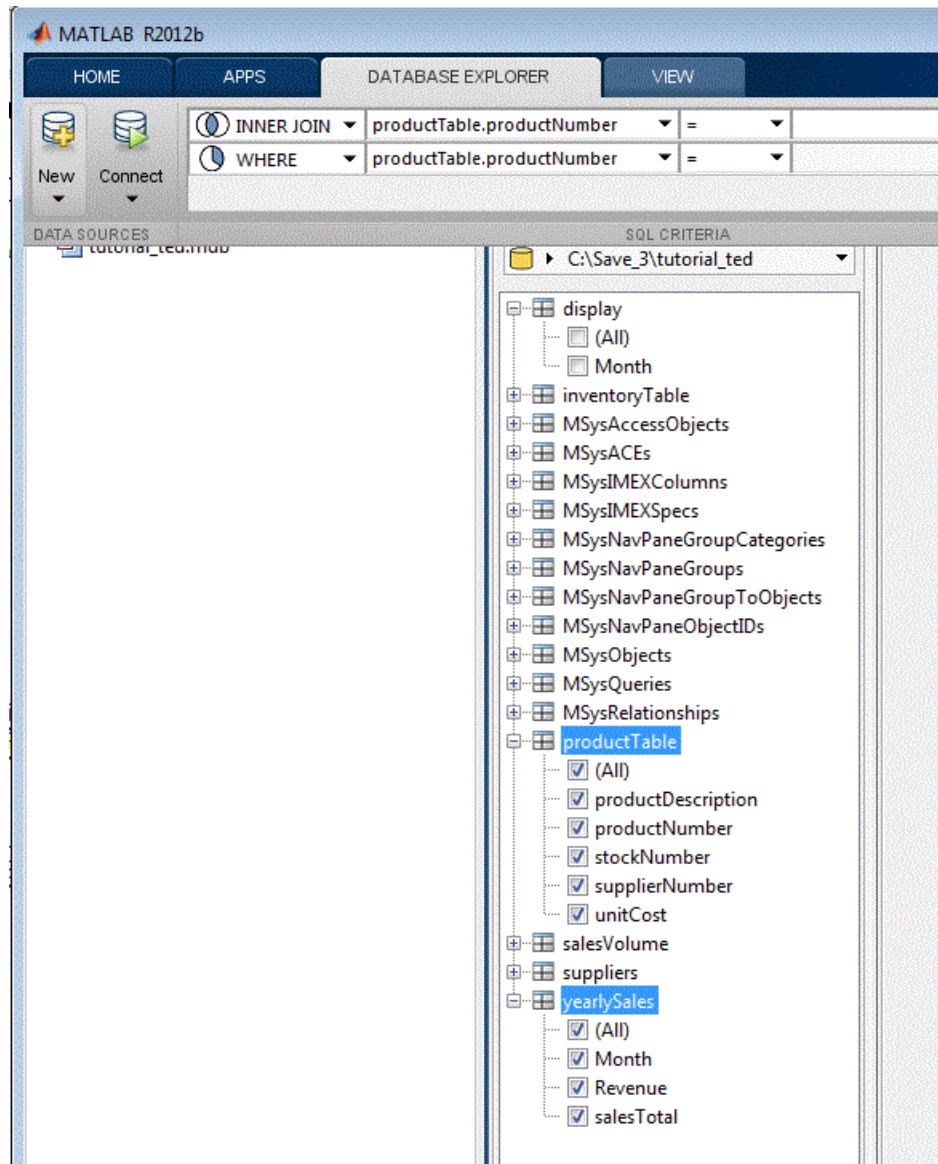 MATLAB R2012b
HOME APPS DATABASE EXPLORER VIEW
INNER JOIN productTable.productNumber =
WHERE productTable.productNumber =
New Connect
DATA SOURCES SQL CRITERIA
tutorial_ted.mdb
C:\Save_3\tutorial_ted
display
(All)
Month
inventoryTable
MSysAccessObjects
MSysACEs
MSysIMEXColumns
MSysIMEXSpecs
MSysNavPaneGroupCategories
MSysNavPaneGroups
MSysNavPaneGroupToObjects
MSysNavPaneObjectIDs
MSysObjects
MSysQueries
MSysRelationships
productTable
(All)
productDescription
productNumber
stockNumber
supplierNumber
unitCost
salesVolume
suppliers
yearlySales
(All)
Month
Revenue
salesTotal